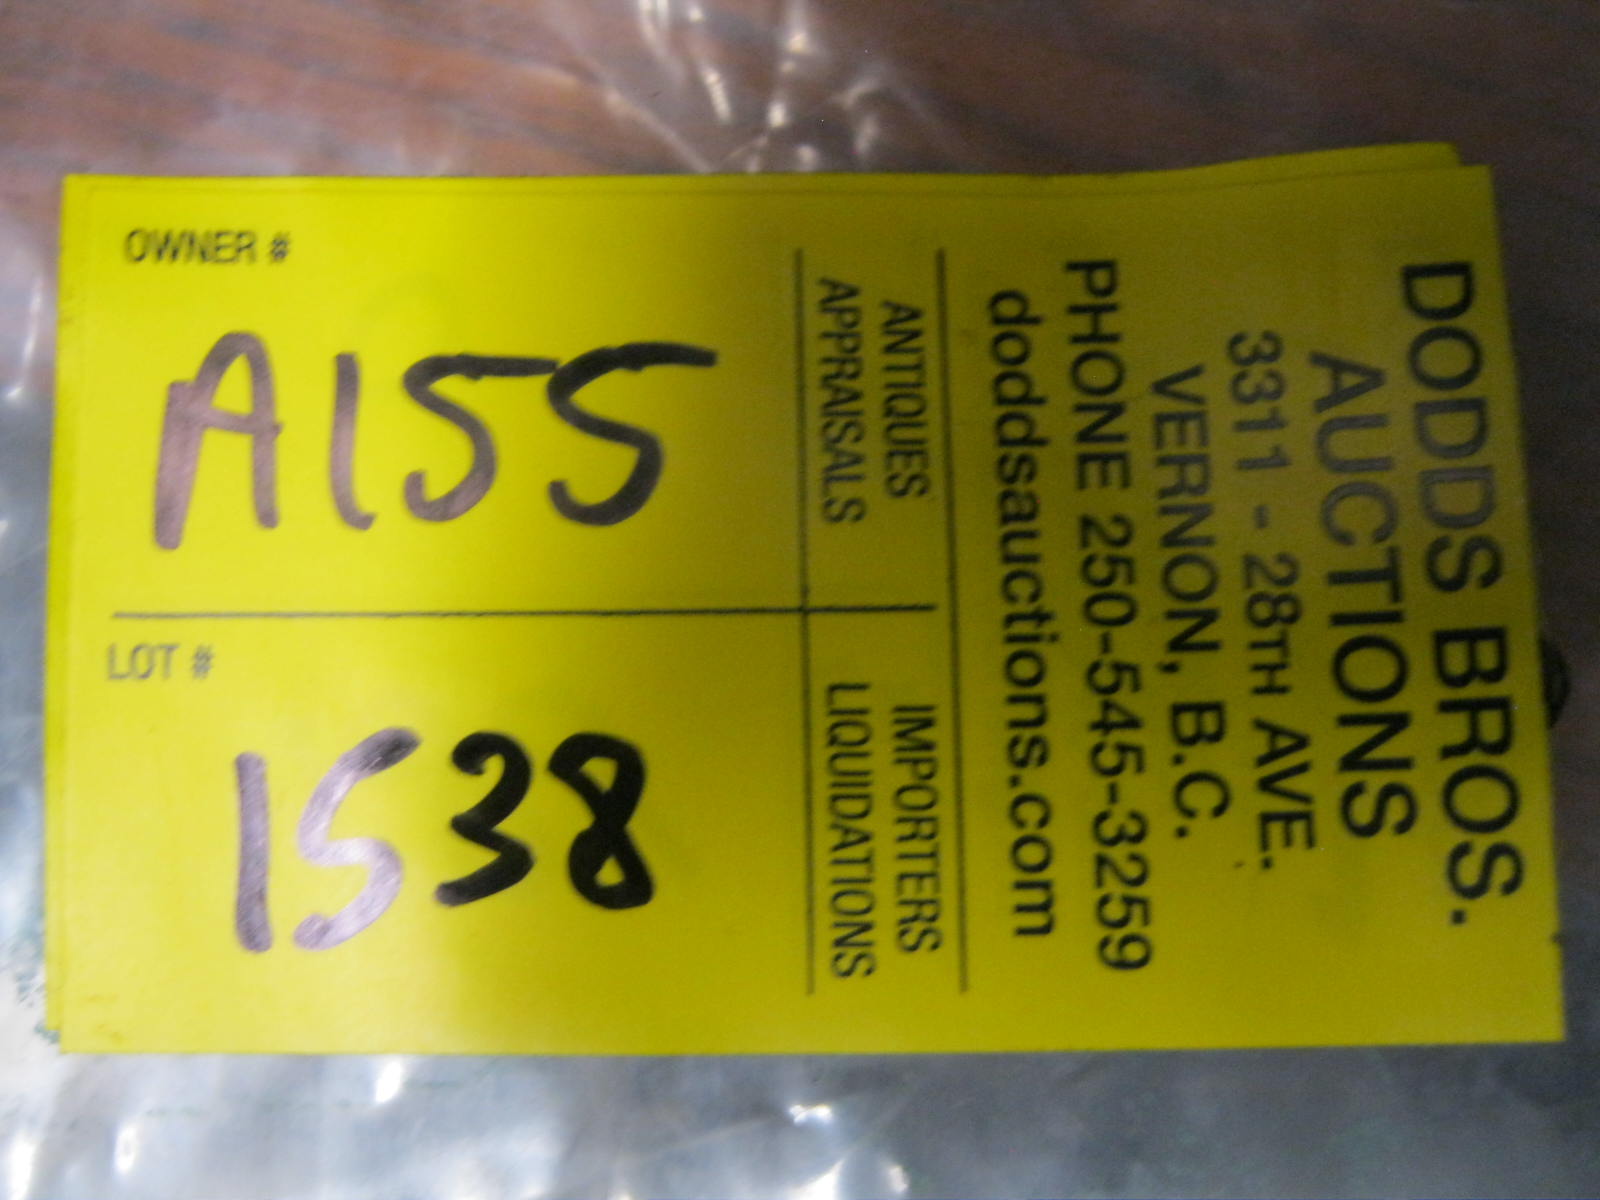 OWNER #
A155
LOT #
1538
DODDS BROS.
AUCTIONS
3311 - 28TH AVE.
VERNON, B.C.
PHONE 250-545-3259
doddsauctions.com
ANTIQUES
APPRAISALS
IMPORTERS
LIQUIDATIONS